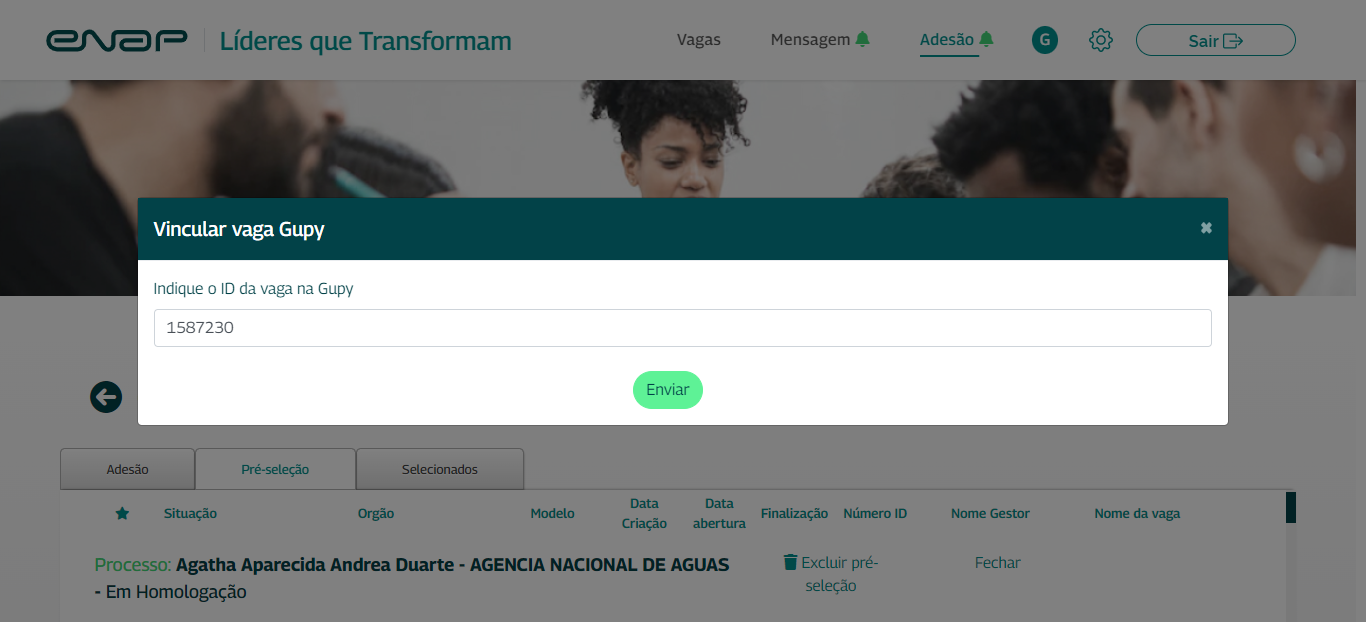 enap Líderes que Transformam Vagas Mensagem Adesão G Sair
Vincular vaga Gupy ×
Indique o ID da vaga na Gupy
1587230
Enviar
Adesão Pré-seleção Selecionados
Situação Orgão Modelo Data Criação Data abertura Finalização Número ID Nome Gestor Nome da vaga
Processo: Agatha Aparecida Andrea Duarte - AGENCIA NACIONAL DE AGUAS Excluir pré- Fechar
- Em Homologação seleção